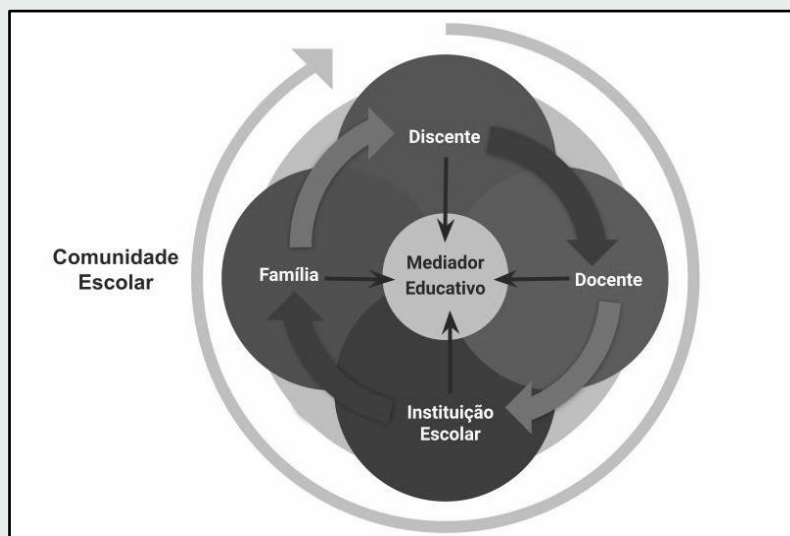 Discente
Comunidade
Escolar
Família
Mediador
Educativo
Docente
Instituição
Escolar